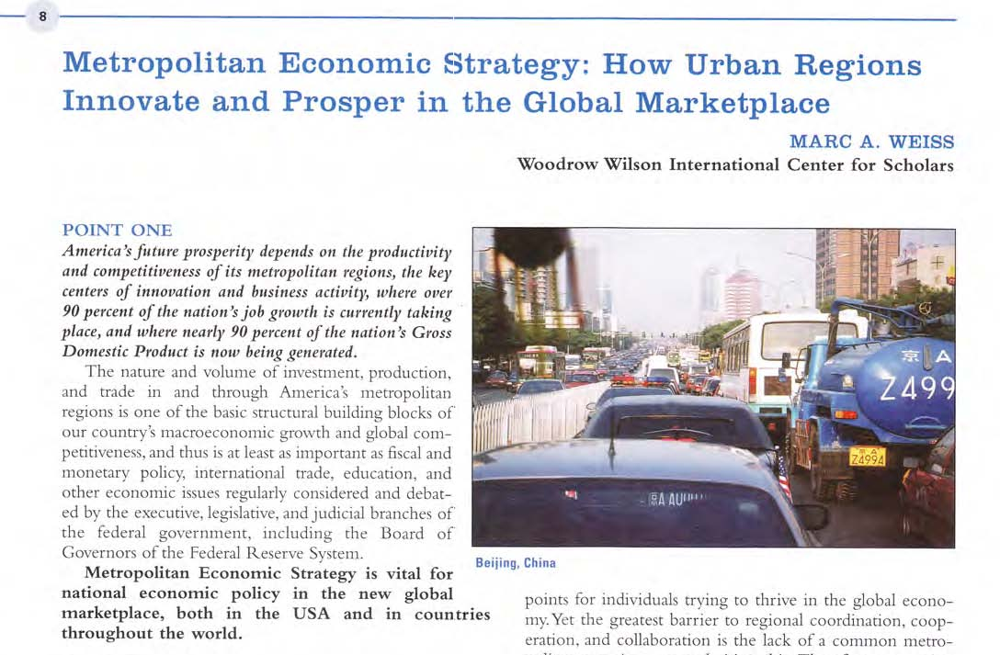 8
Metropolitan Economic Strategy: How Urban Regions
Innovate and Prosper in the Global Marketplace
MARC A. WEISS
Woodrow Wilson International Center for Scholars
POINT ONE
America's future prosperity depends on the productivity
and competitiveness of its metropolitan regions, the key
centers of innovation and business activity, where over
90 percent of the nation's job growth is currently taking
place, and where nearly 90 percent of the nation's Gross
Domestic Product is now being generated.
The nature and volume of investment, production,
and trade in and through America's metropolitan
regions is one of the basic structural building blocks of
our country's macroeconomic growth and global com-
petitiveness, and thus is at least as important as fiscal and
monetary policy, international trade, education, and
other economic issues regularly considered and debat-
ed by the executive, legislative, and judicial branches of
the federal government, including the Board of
Governors of the Federal Reserve System.
Metropolitan Economic Strategy is vital for
national economic policy in the new global
marketplace, both in the USA and in countries
throughout the world.
京 A
Z499
京 A
Z4994
Beijing, China
points for individuals trying to thrive in the global econo-
my. Yet the greatest barrier to regional coordination, coop-
eration, and collaboration is the lack of a common metro-